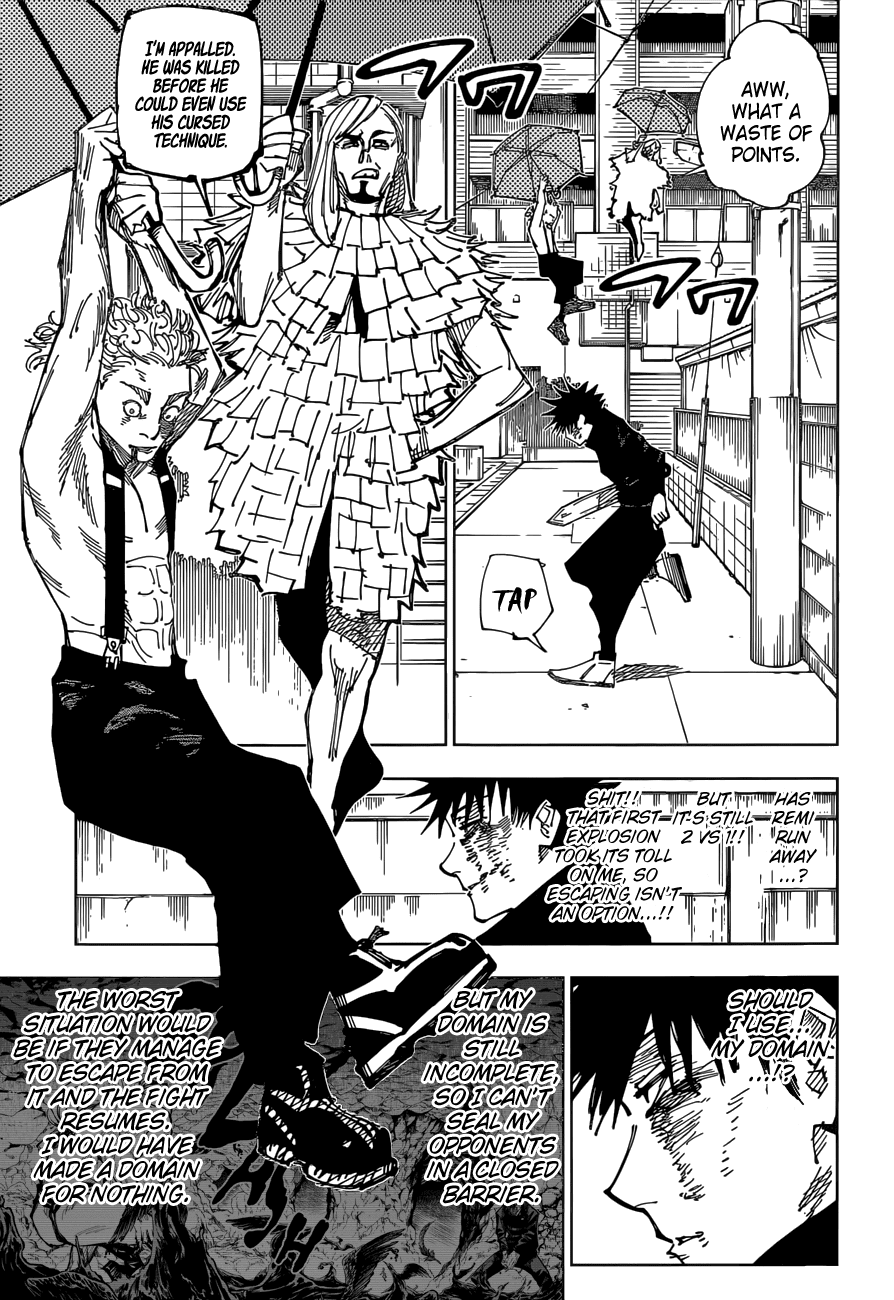 AWW,
WHAT A
WASTE OF
POINTS.
I'M APPALLED.
HE WAS KILLED
BEFORE HE
COULD EVEN USE
HIS CURSED
TECHNIQUE.
TAP
HAS
REMI
RUN
AWAY
...?
BUT
IT'S STILL
2 VS 1!!
SHIT!!
THAT FIRST
EXPLOSION
TOOK ITS TOLL
ON ME, SO
ESCAPING ISN'T
AN OPTION...!!
SHOULD
I USE...
MY DOMAIN
...!?
BUT MY
DOMAIN IS
STILL
INCOMPLETE,
SO I CAN'T
SEAL MY
OPPONENTS
IN A CLOSED
BARRIER.
THE WORST
SITUATION WOULD
BE IF THEY MANAGE
TO ESCAPE FROM
IT AND THE FIGHT
RESUMES.
I WOULD HAVE
MADE A DOMAIN
FOR NOTHING.